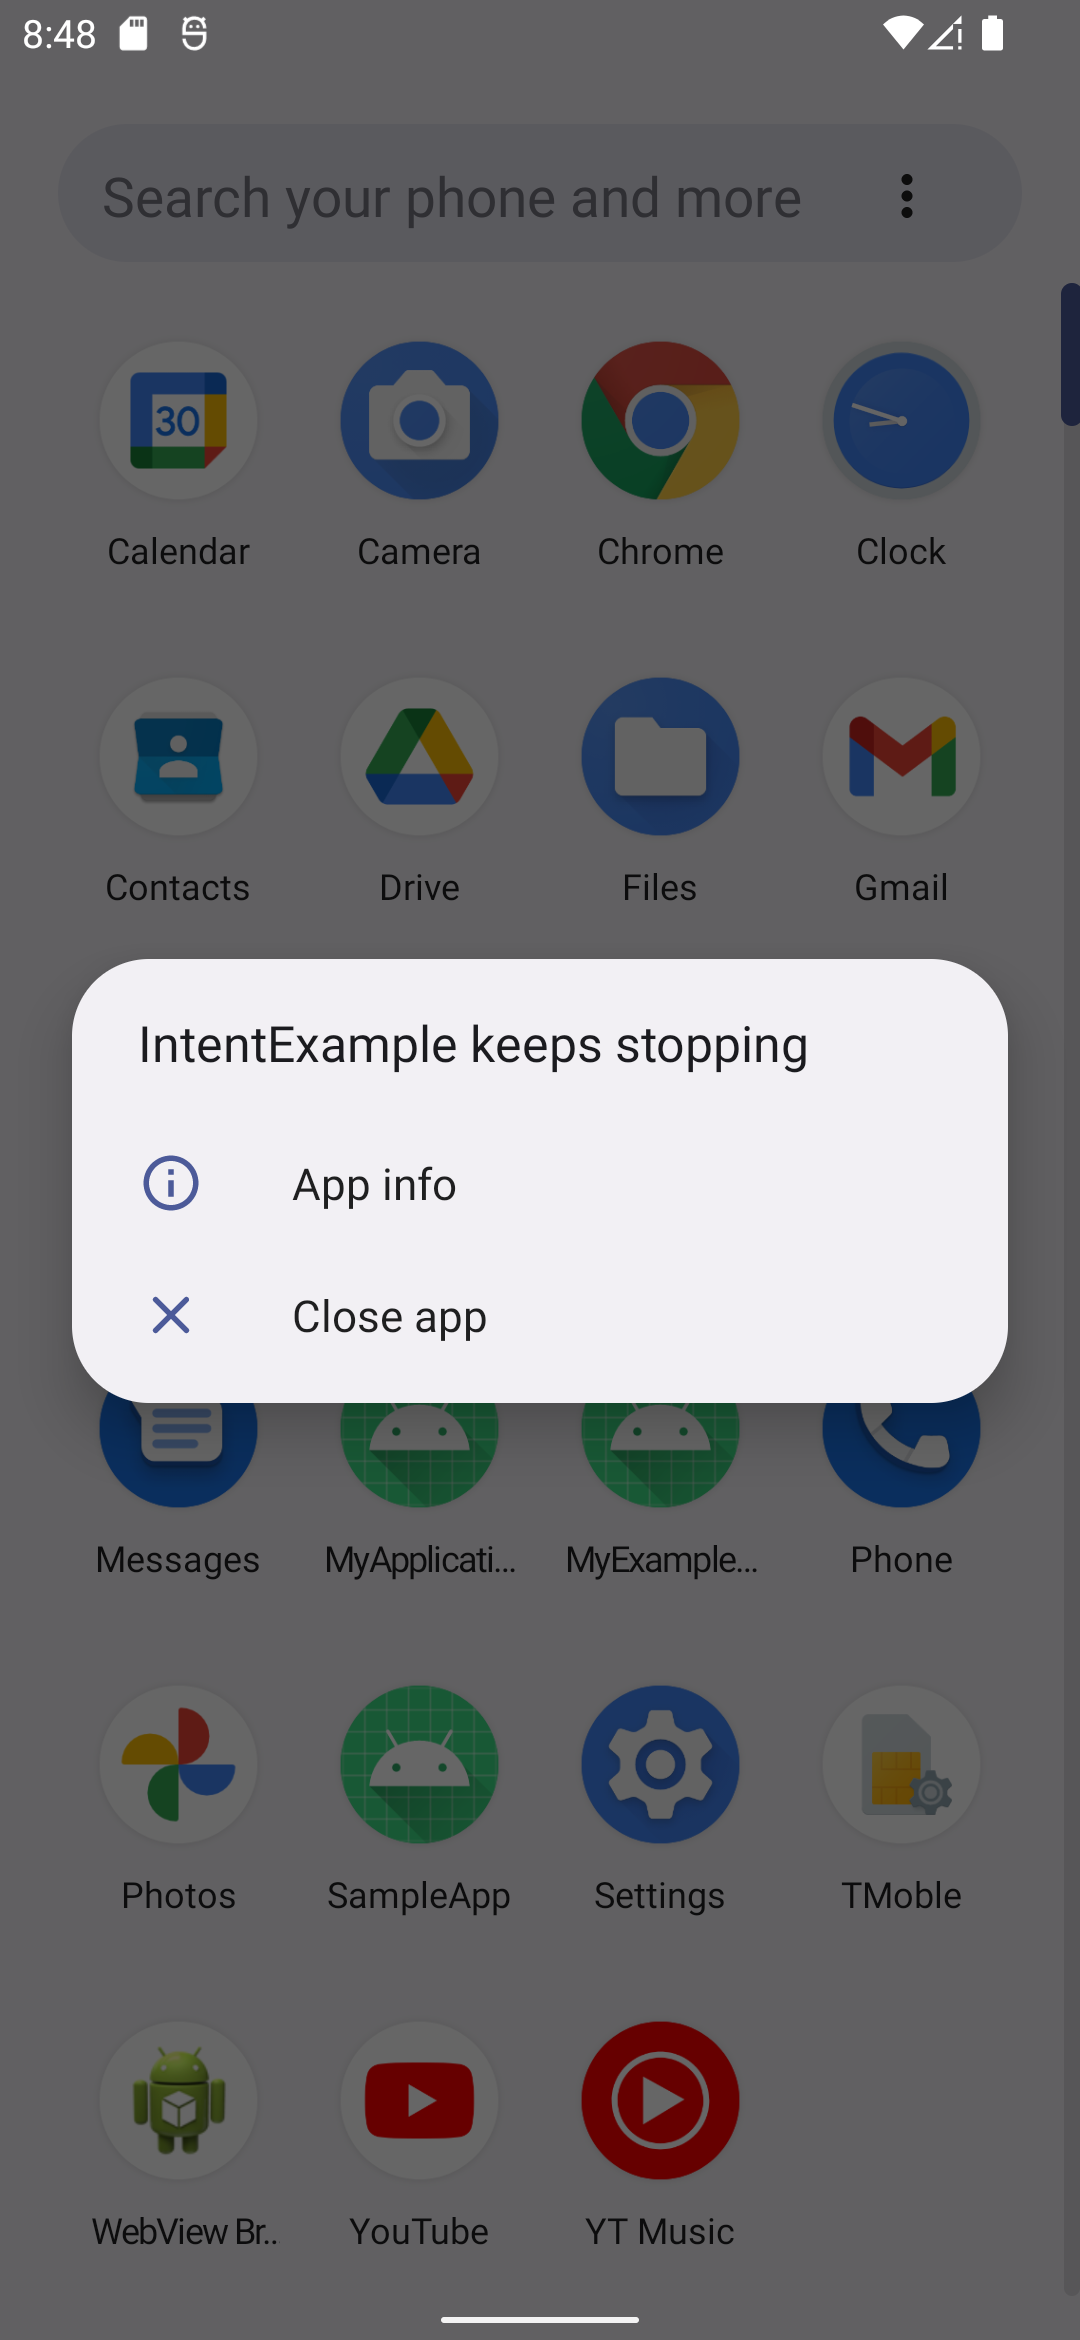 8:48
Search your phone and more
30
Calendar Camera Chrome Clock
Contacts Drive Files Gmail
IntentExample keeps stopping
App info
Close app
Messages MyApplicati... MyExample... Phone
Photos SampleApp Settings TMoble
WebView Br.. YouTube YT Music